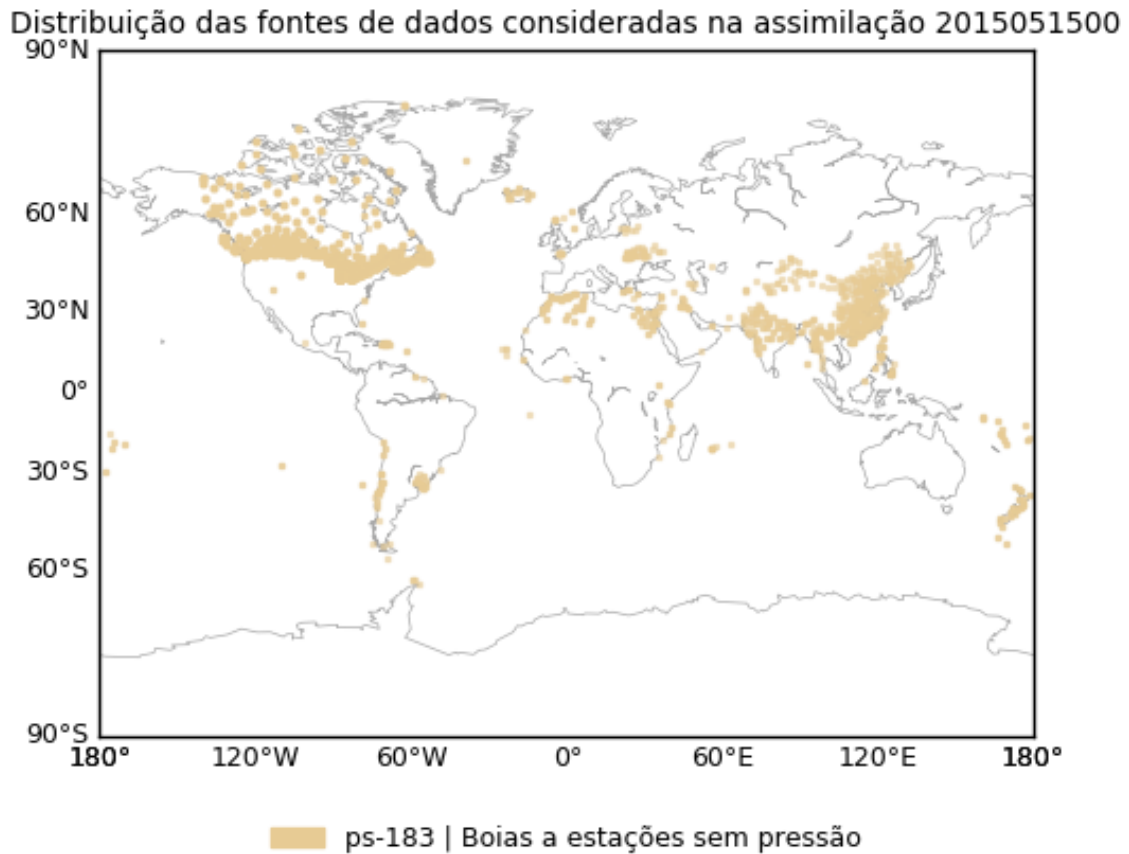 Distribuição das fontes de dados consideradas na assimilação 2015051500
90°N
60°N
30°N
0°
30°S
60°S
90°S
180° 120°W 60°W 0° 60°E 120°E 180°
ps-183 | Boias a estações sem pressão